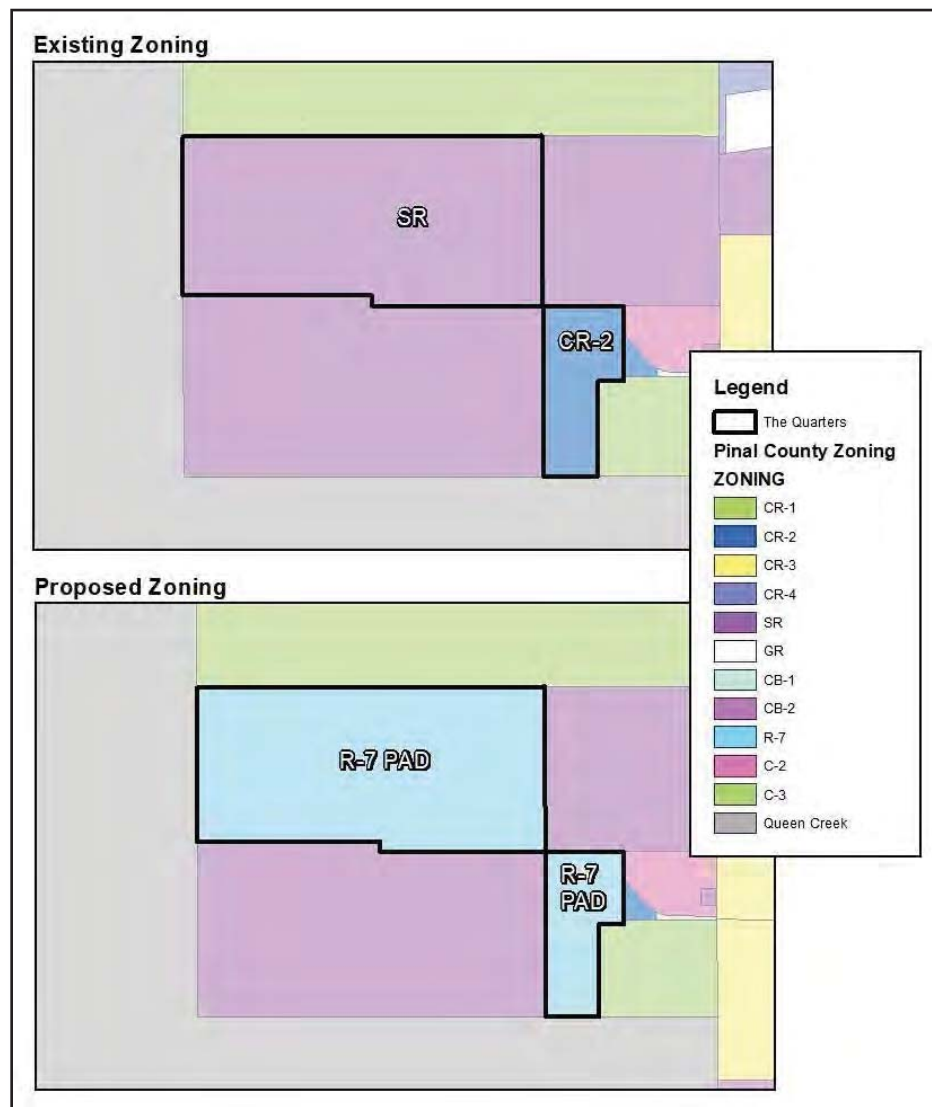 Existing Zoning
SR
CR-2
Legend
The Quarters
Pinal County Zoning
ZONING
CR-1
CR-2
CR-3
CR-4
SR
GR
CB-1
CB-2
R-7
C-2
C-3
Queen Creek
Proposed Zoning
R-7 PAD
R-7
PAD